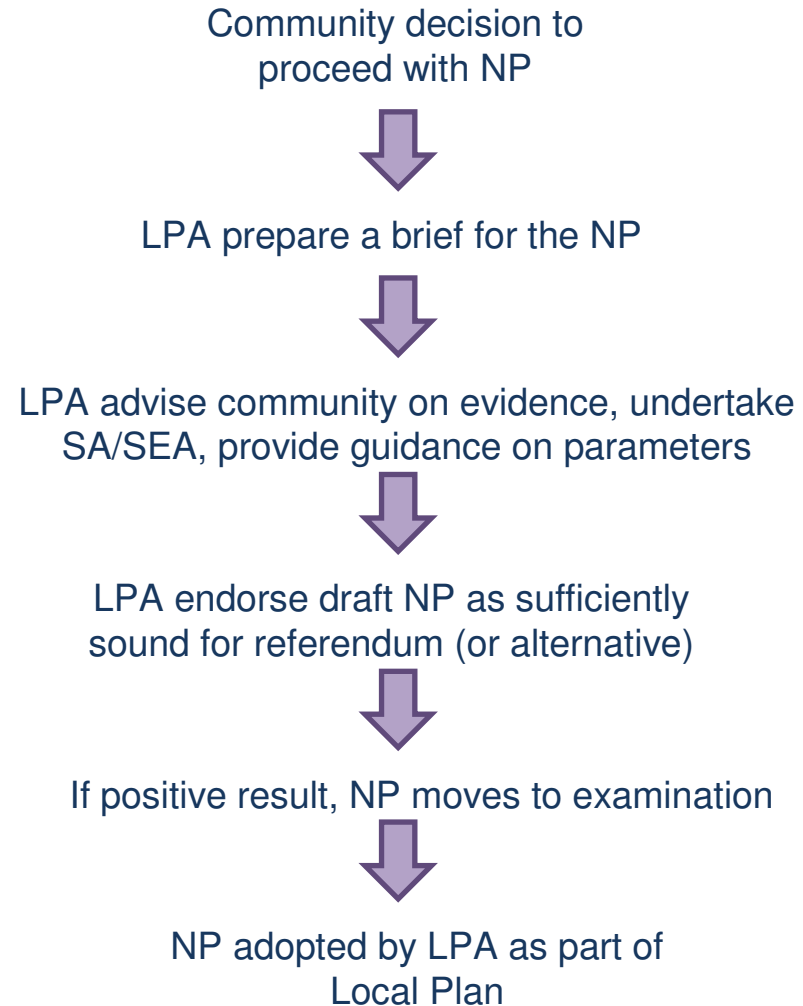 Community decision to
proceed with NP
LPA prepare a brief for the NP
LPA advise community on evidence, undertake
SA/SEA, provide guidance on parameters
LPA endorse draft NP as sufficiently
sound for referendum (or alternative)
If positive result, NP moves to examination
NP adopted by LPA as part of
Local Plan